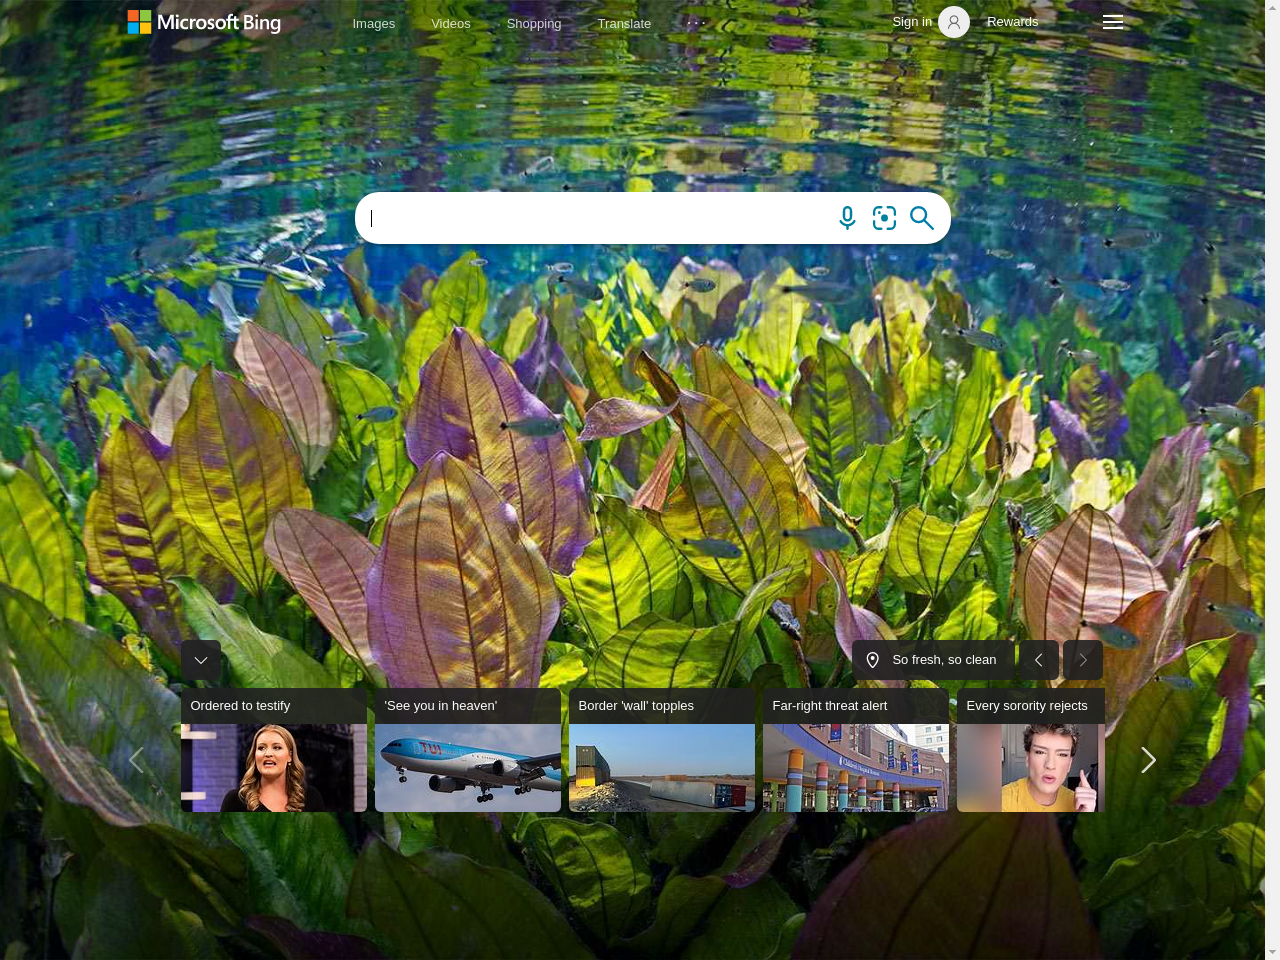 Microsoft Bing
Images Videos Shopping Translate ...
Sign in Rewards
So fresh, so clean
Ordered to testify
'See you in heaven'
Border 'wall' topples
Far-right threat alert
Every sorority rejects
TUI